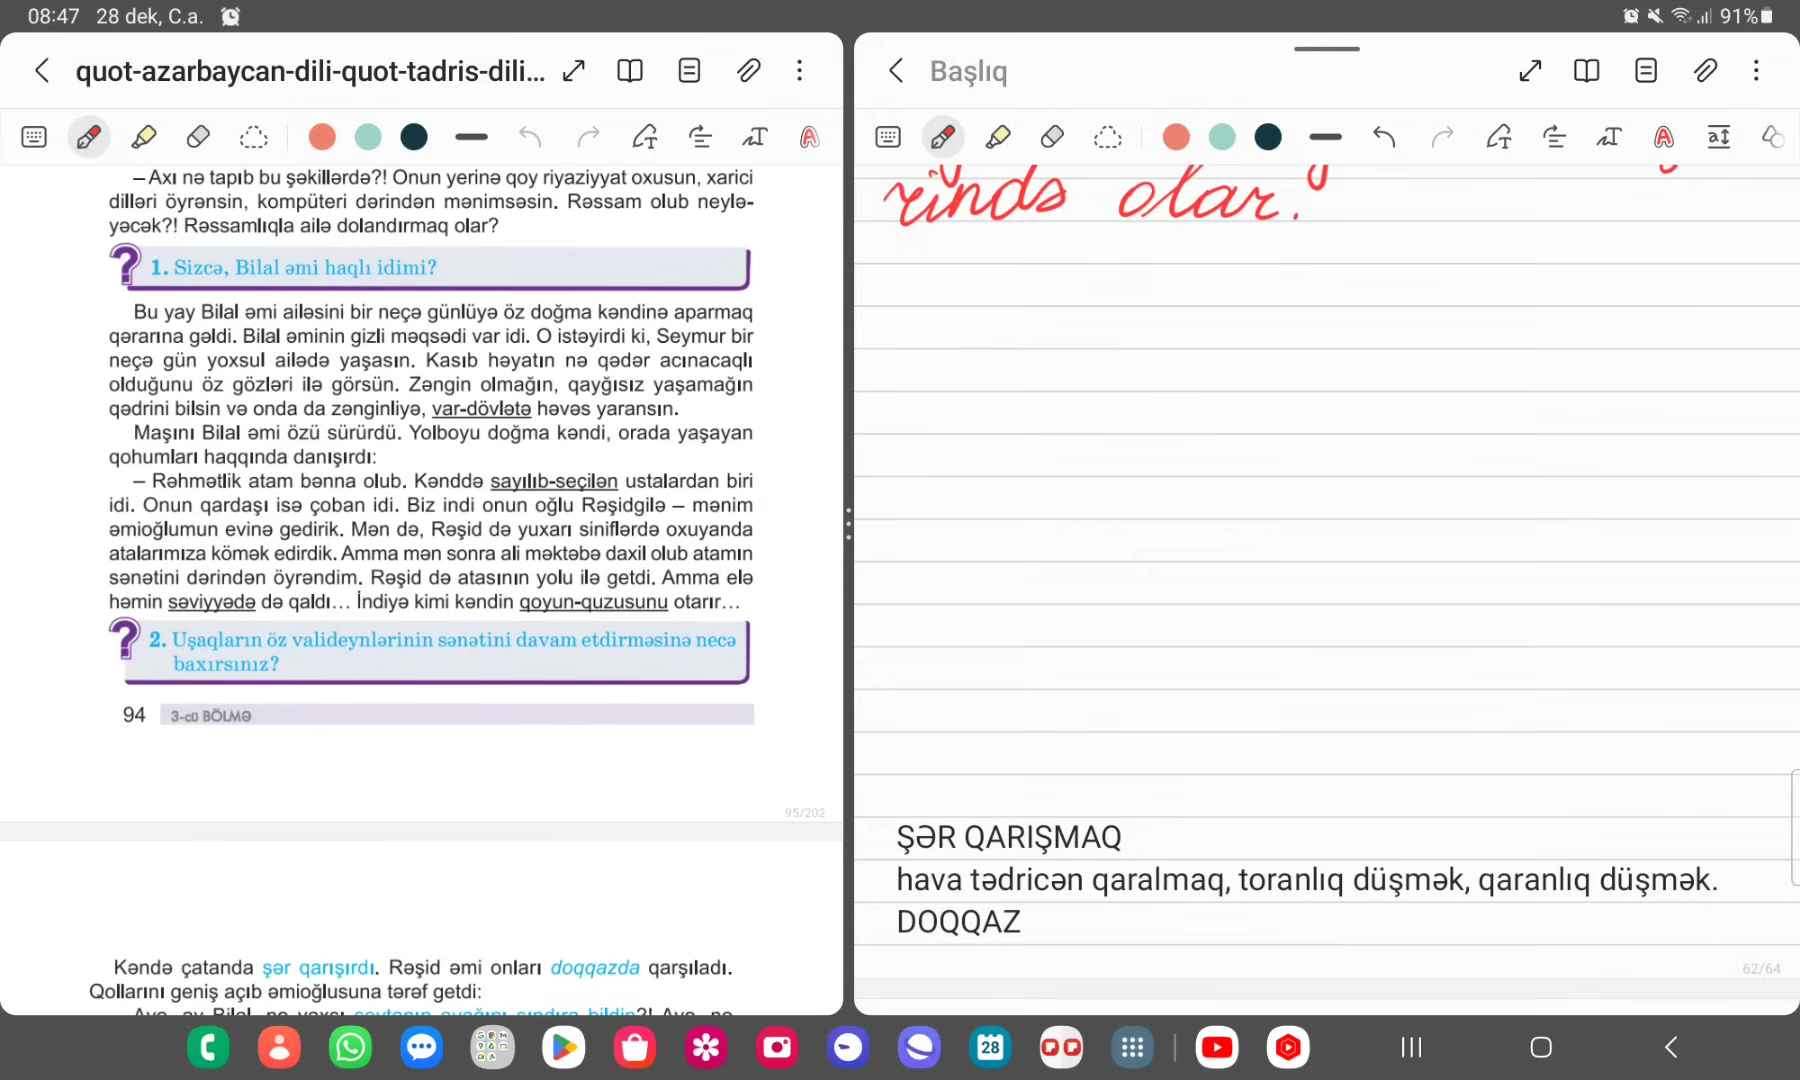 08:47 28 dek, C.a. 91%
quot-azarbaycan-dili-quot-tadris-dili...
– Axı nə tapıb bu şəkillərdə?! Onun yerinə qoy riyaziyyat oxusun, xarici
dilləri öyrənsin, kompüteri dərindən mənimsəsin. Rəssam olub neylə-
yəcək?! Rəssamlıqla ailə dolandırmaq olar?
? 1. Sizcə, Bilal əmi haqlı idimi?
Bu yay Bilal əmi ailəsini bir neçə günlüyə öz doğma kəndinə aparmaq
qərarına gəldi. Bilal əminin gizli məqsədi var idi. O istəyirdi ki, Seymur bir
neçə gün yoxsul ailədə yaşasın. Kasıb həyatın nə qədər acınacaqlı
olduğunu öz gözləri ilə görsün. Zəngin olmağın, qayğısız yaşamağın
qədrini bilsin və onda da zənginliyə, var-dövlətə həvəs yaransın.
Maşını Bilal əmi özü sürürdü. Yolboyu doğma kəndi, orada yaşayan
qohumları haqqında danışırdı:
– Rəhmətlik atam bənna olub. Kənddə sayılıb-seçilən ustalardan biri
idi. Onun qardaşı isə çoban idi. Biz indi onun oğlu Rəşidgilə – mənim
əmioğlumun evinə gedirik. Mən də, Rəşid də yuxarı siniflərdə oxuyanda
atalarımıza kömək edirdik. Amma mən sonra ali məktəbə daxil olub atamın
sənətini dərindən öyrəndim. Rəşid də atasının yolu ilə getdi. Amma elə
həmin səviyyədə də qaldı... İndiyə kimi kəndin qoyun-quzusunu otarır...
? 2. Uşaqların öz valideynlərinin sənətini davam etdirməsinə necə
baxırsınız?
94 3-cü BÖLMƏ
95/202
Kəndə çatanda şər qarışırdı. Rəşid əmi onları doqqazda qarşıladı.
Qollarını geniş açıb əmioğlusuna tərəf getdi:
Başlıq
rində olar.
ŞƏR QARIŞMAQ
hava tədricən qaralmaq, toranlıq düşmək, qaranlıq düşmək.
DOQQAZ
62/64
28